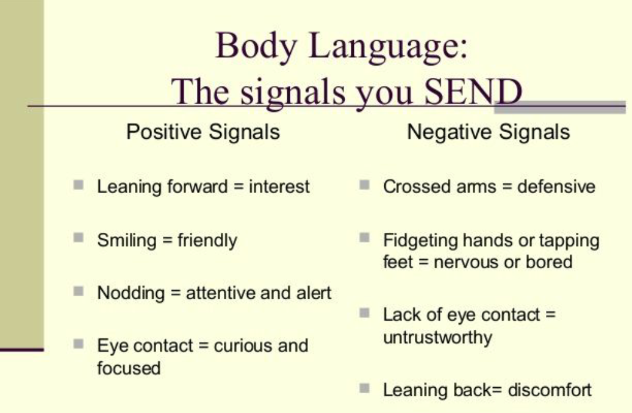 Body Language:
The signals you SEND
Positive Signals
Leaning forward = interest
Smiling = friendly
Nodding = attentive and alert
Eye contact = curious and
focused
Negative Signals
Crossed arms = defensive
Fidgeting hands or tapping
feet = nervous or bored
Lack of eye contact =
untrustworthy
Leaning back= discomfort